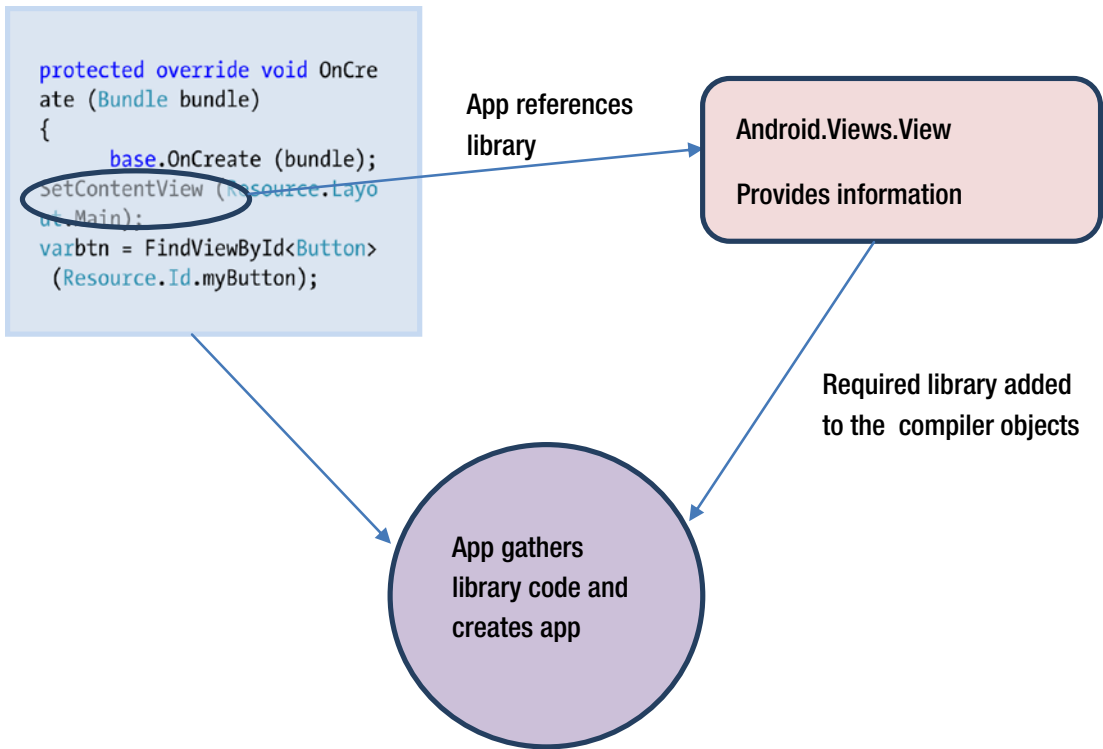 protected override void OnCre
ate (Bundle bundle)
{
base.OnCreate (bundle);
SetContentView (Resource.Layo
ut.Main);
varbtn = FindViewById<Button>
(Resource.Id.myButton);
App references
library
Android.Views.View
Provides information
Required library added
to the compiler objects
App gathers
library code and
creates app